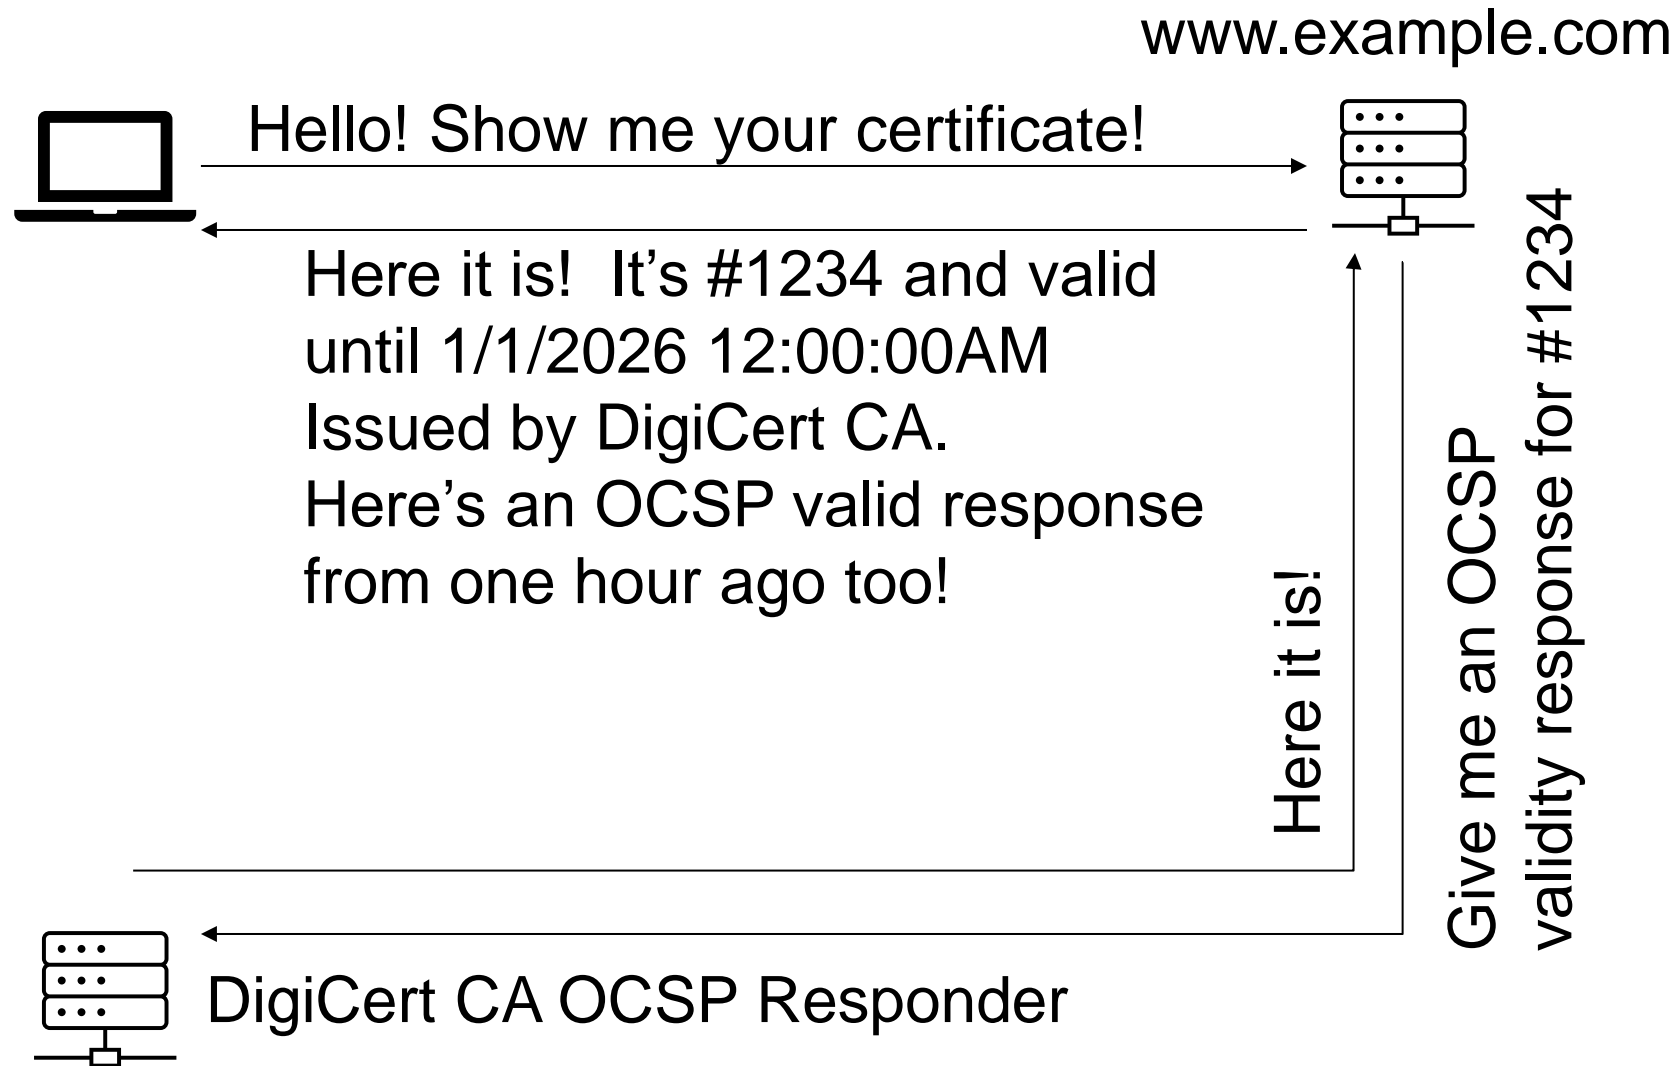 www.example.com
Hello! Show me your certificate!
Here it is!  It’s #1234 and valid
until 1/1/2026 12:00:00AM
Issued by DigiCert CA.
Here’s an OCSP valid response
from one hour ago too!
Here it is!
Give me an OCSP
validity response for #1234
DigiCert CA OCSP Responder